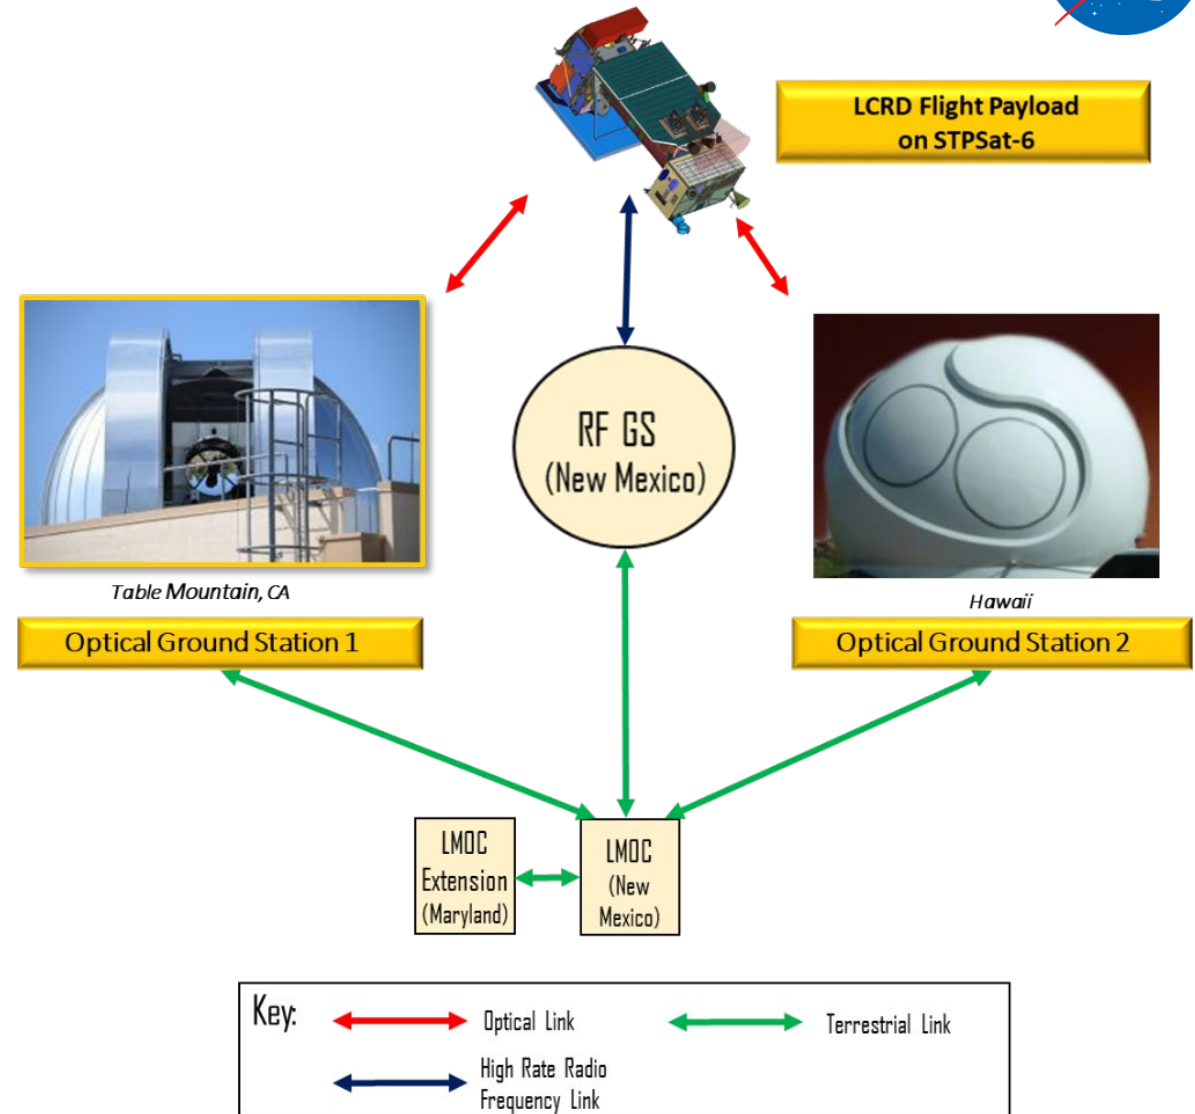 LCRD Flight Payload
on STPSat-6
RF GS
(New Mexico)
Table Mountain, CA
Hawaii
Optical Ground Station 1
Optical Ground Station 2
LMOC
Extension
(Maryland)
LMOC
(New
Mexico)
Key:
Optical Link
Terrestrial Link
High Rate Radio
Frequency Link